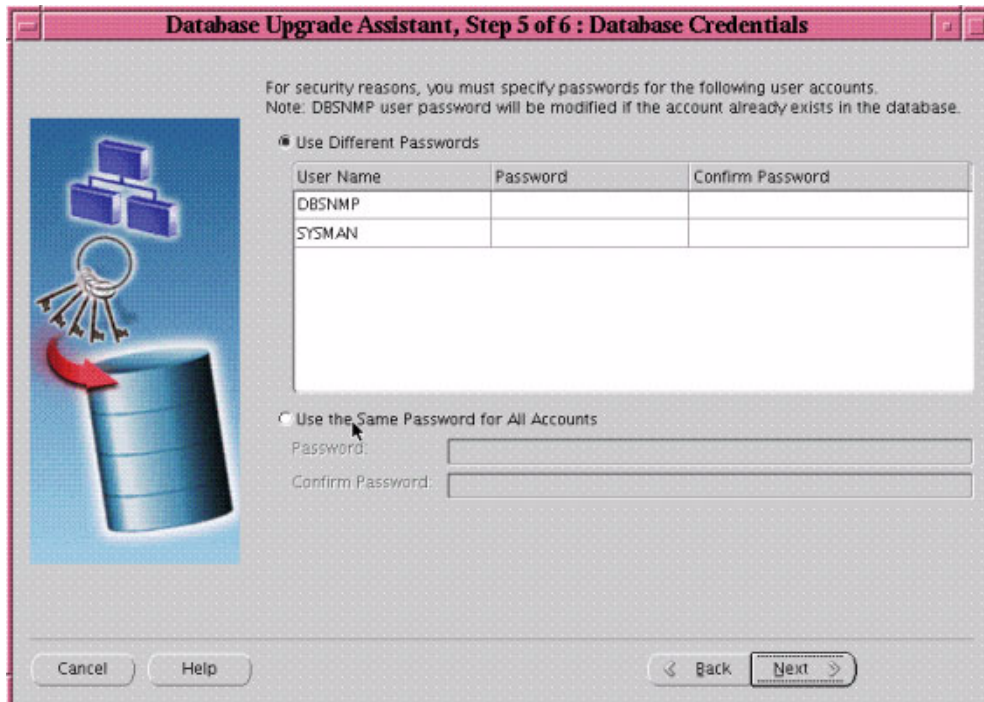 Database Upgrade Assistant, Step 5 of 6 : Database Credentials
For security reasons, you must specify passwords for the following user accounts.
Note: DBSNMP user password will be modified if the account already exists in the database.
Use Different Passwords
User Name Password Confirm Password
DBSNMP
SYSMAN
Use the Same Password for All Accounts
Password:
Confirm Password:
Cancel Help Back Next